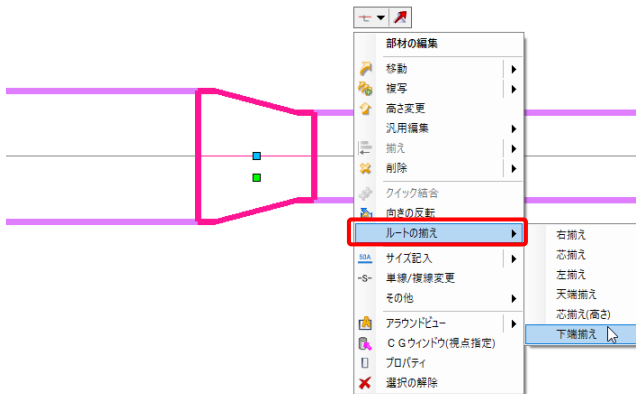 部材の編集
移動
複写
高さ変更
汎用編集
揃え
削除
クイック結合
向きの反転
ルートの揃え
右揃え
芯揃え
左揃え
天端揃え
芯揃え(高さ)
下端揃え
50A サイズ記入
-S- 単線/複線変更
その他
アラウンドビュー
CGウィンドウ(視点指定)
プロパティ
選択の解除